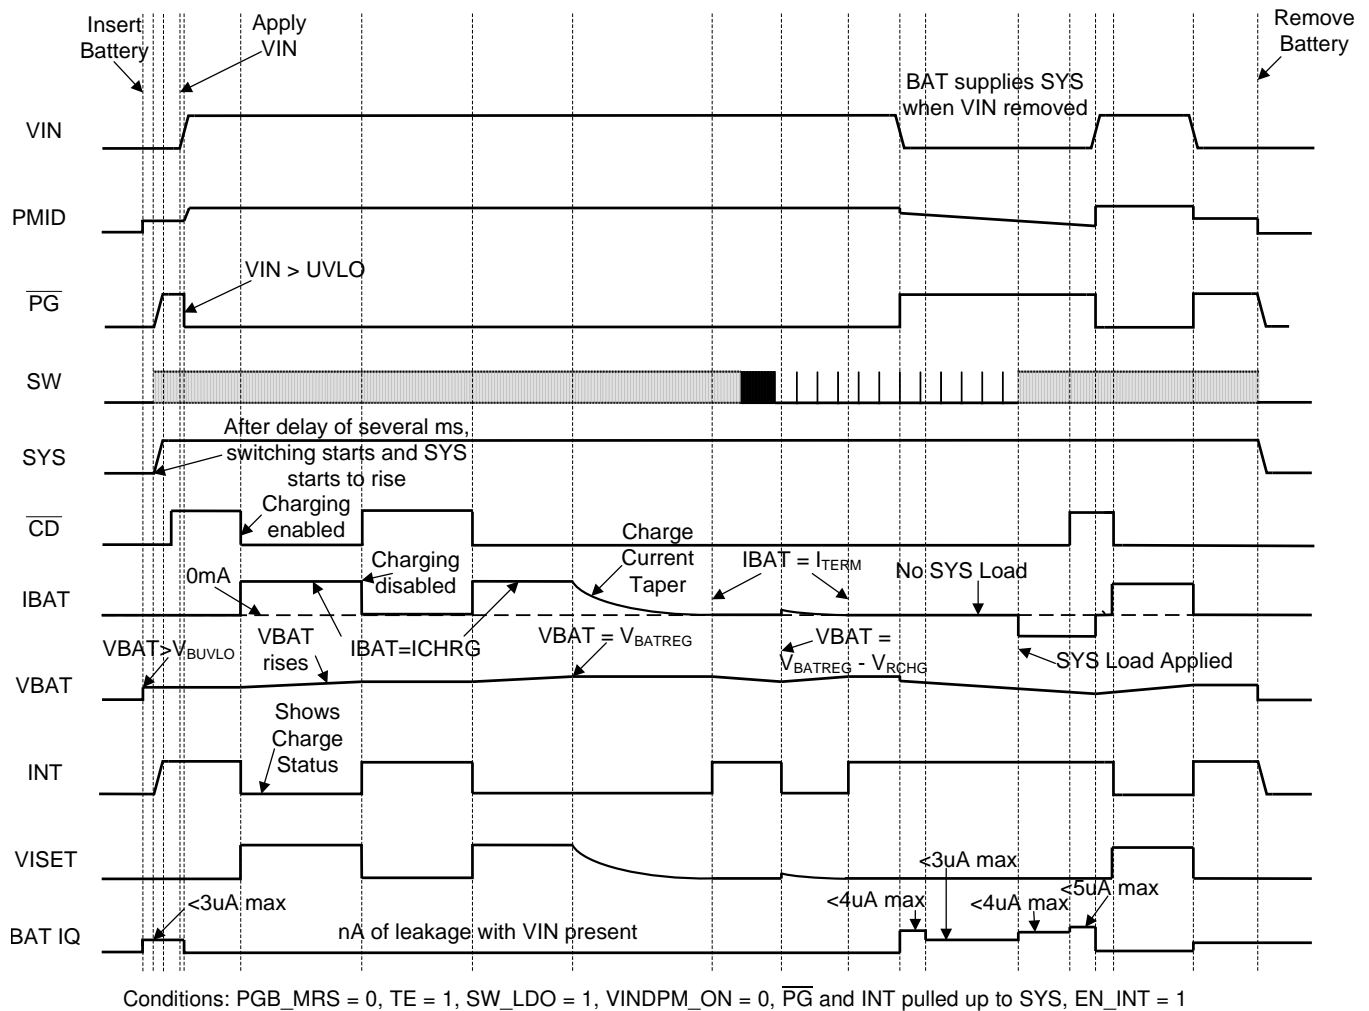 Insert
Battery
Apply
VIN
Remove
Battery
BAT supplies SYS
when VIN removed
VIN
PMID
VIN > UVLO
PG
SW
After delay of several ms,
switching starts and SYS
starts to rise
SYS
Charging
enabled
CD
Charge
Current
Taper
Charging
disabled
IBAT = ITERM
No SYS Load
0mA
IBAT
VBAT>VBUVLO
VBAT
rises
IBAT=ICHRG
VBAT = VBATREG
VBAT =
VBATREG - VRCHG
SYS Load Applied
VBAT
Shows
Charge
Status
INT
VISET
<3uA max
<5uA max
<4uA max
<4uA max
<3uA max
BAT IQ
nA of leakage with VIN present
Conditions: PGB_MRS = 0, TE = 1, SW_LDO = 1, VINDPM_ON = 0, PG and INT pulled up to SYS, EN_INT = 1